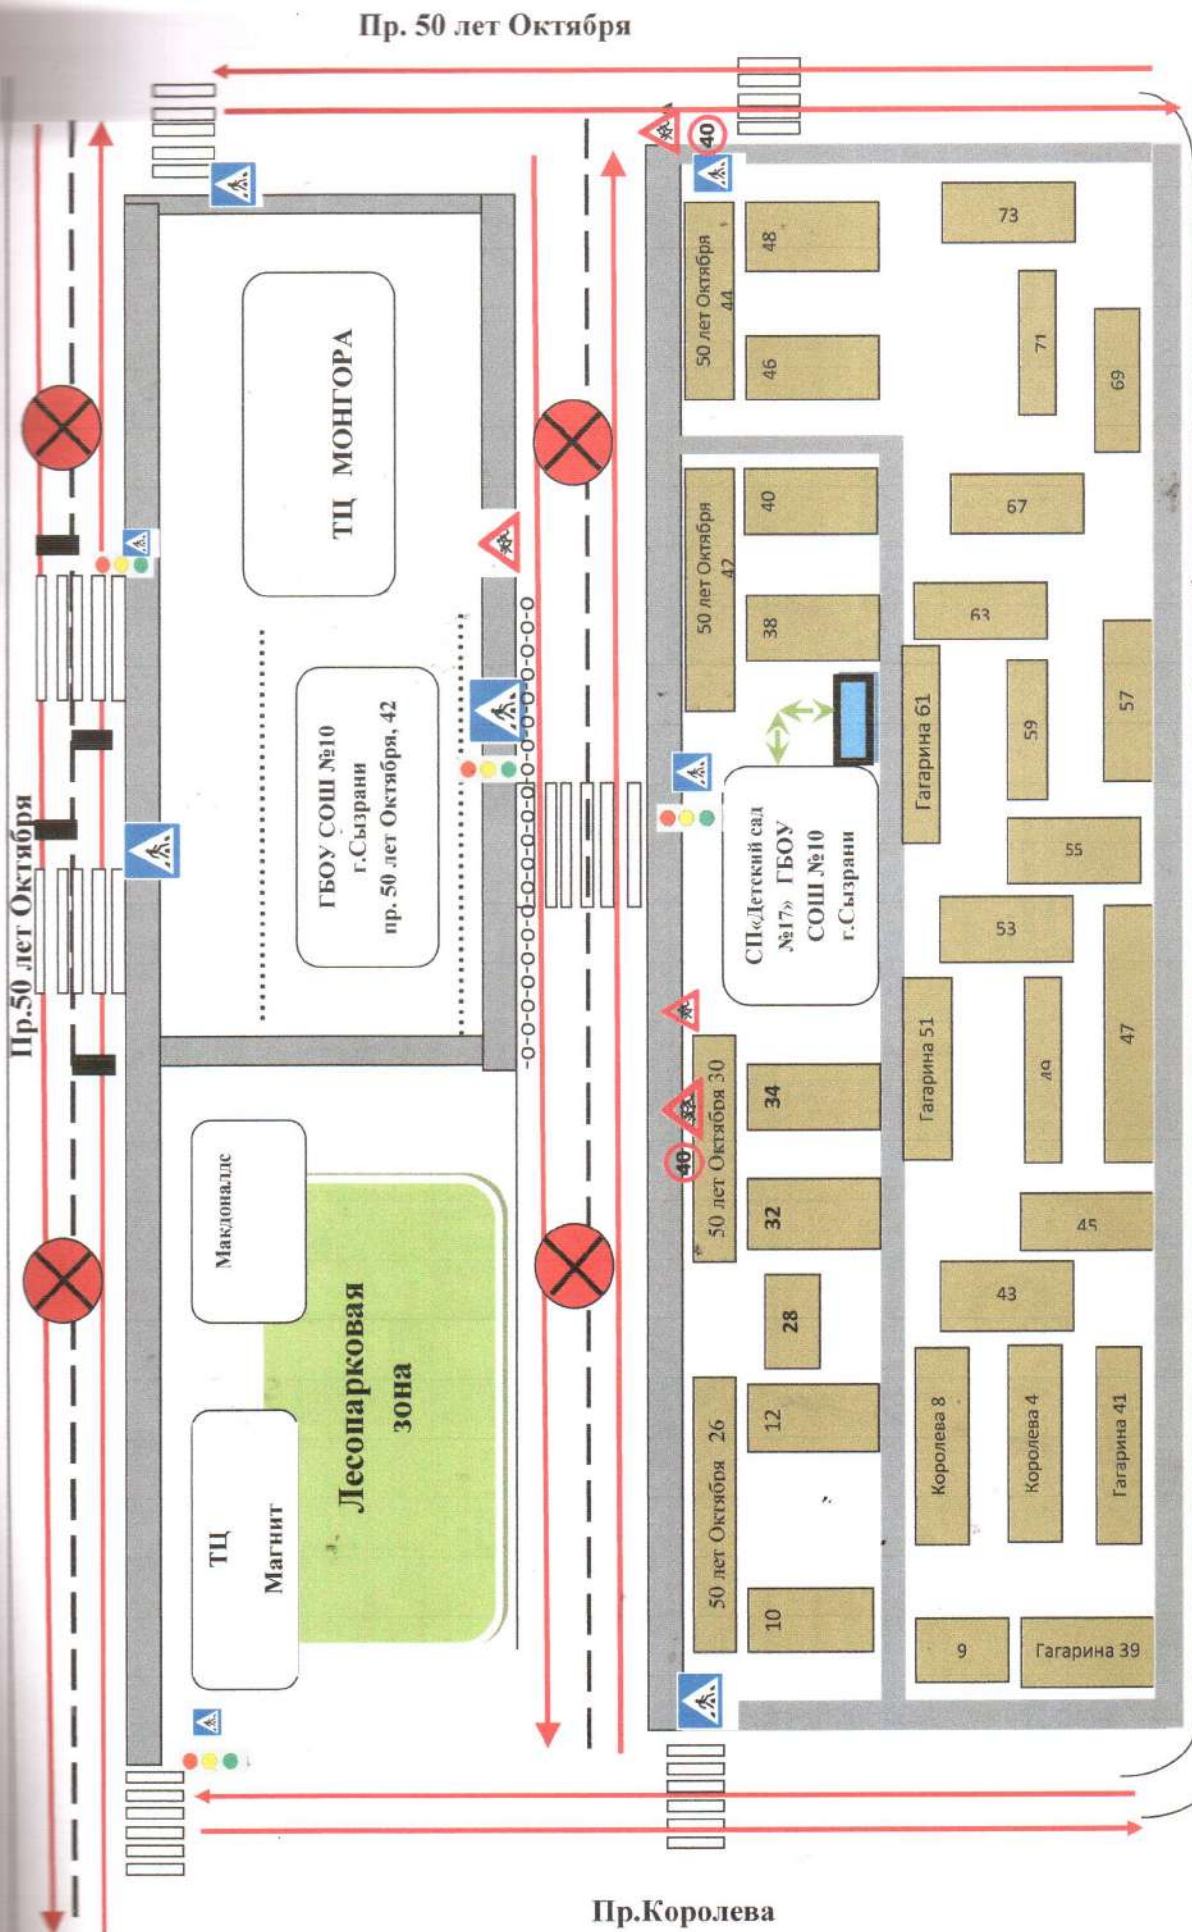 Пр. 50 лет Октября
Пр.50 лет Октября
ТЦ МОНГОРА
ГБОУ СОШ №10
г.Сызрани
пр. 50 лет Октября, 42
Макдоналдс
Лесопарковая
зона
ТЦ
Магнит
40
50 лет Октября
44
48
46
50 лет Октября
42
40
38
СП«Детский сад
№17» ГБОУ
СОШ №10
г.Сызрани
40
50 лет Октября 30
34
32
28
50 лет Октября 26
12
10
73
71
69
67
63
Гагарина 61
59
57
55
53
Гагарина 51
49
47
45
43
Королева 8
Королева 4
Гагарина 41
9
Гагарина 39
Пр.Королева